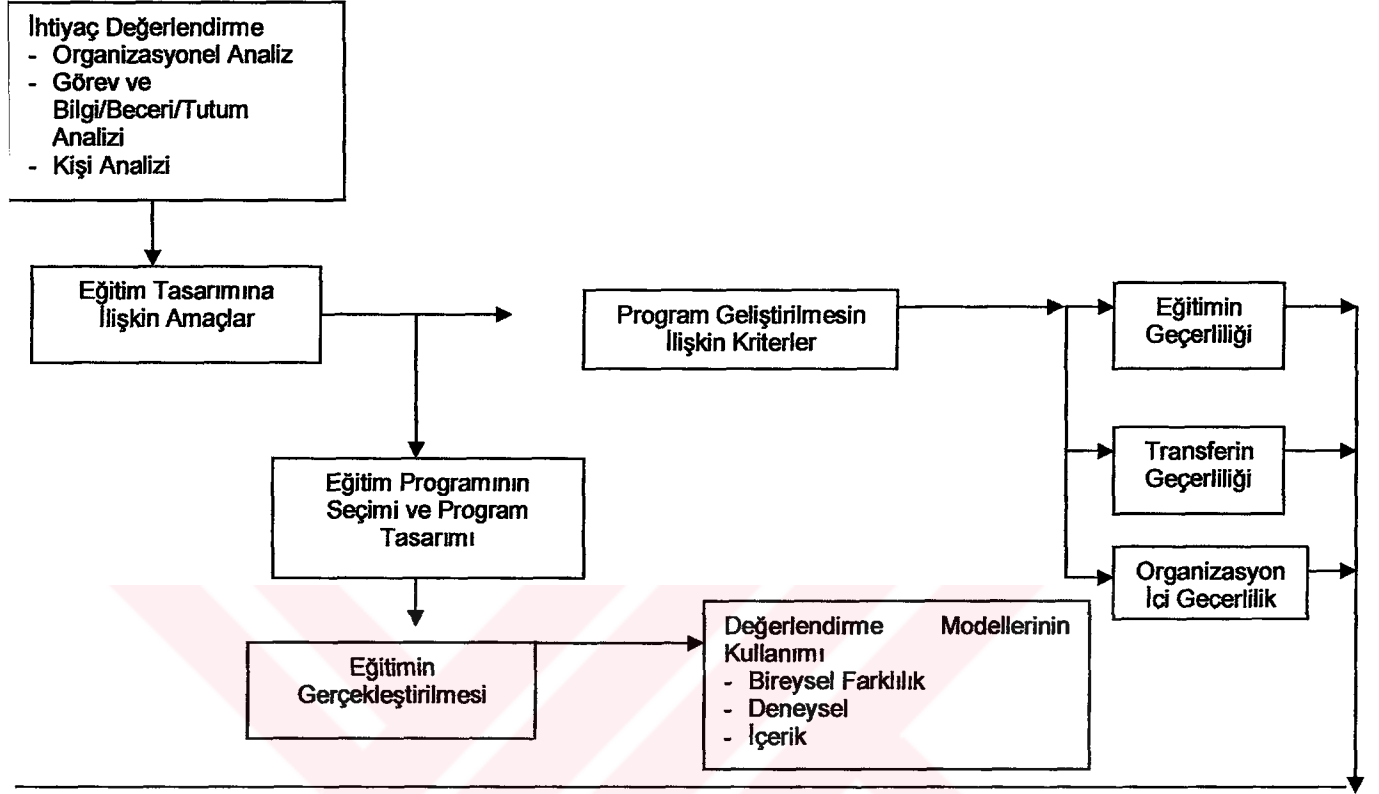 İhtiyaç Değerlendirme
- Organizasyonel Analiz
- Görev ve
Bilgi/Beceri/Tutum
Analizi
- Kişi Analizi
Eğitim Tasarımına
İlişkin Amaçlar
Program Geliştirilmesin
İlişkin Kriterler
Eğitimin
Geçerliliği
Transferin
Geçerliliği
Organizasyon
İçi Geçerlilik
Eğitim Programının
Seçimi ve Program
Tasarımı
Eğitimin
Gerçekleştirilmesi
Değerlendirme Modellerinin
Kullanımı
- Bireysel Farklılık
- Deneysel
- İçerik